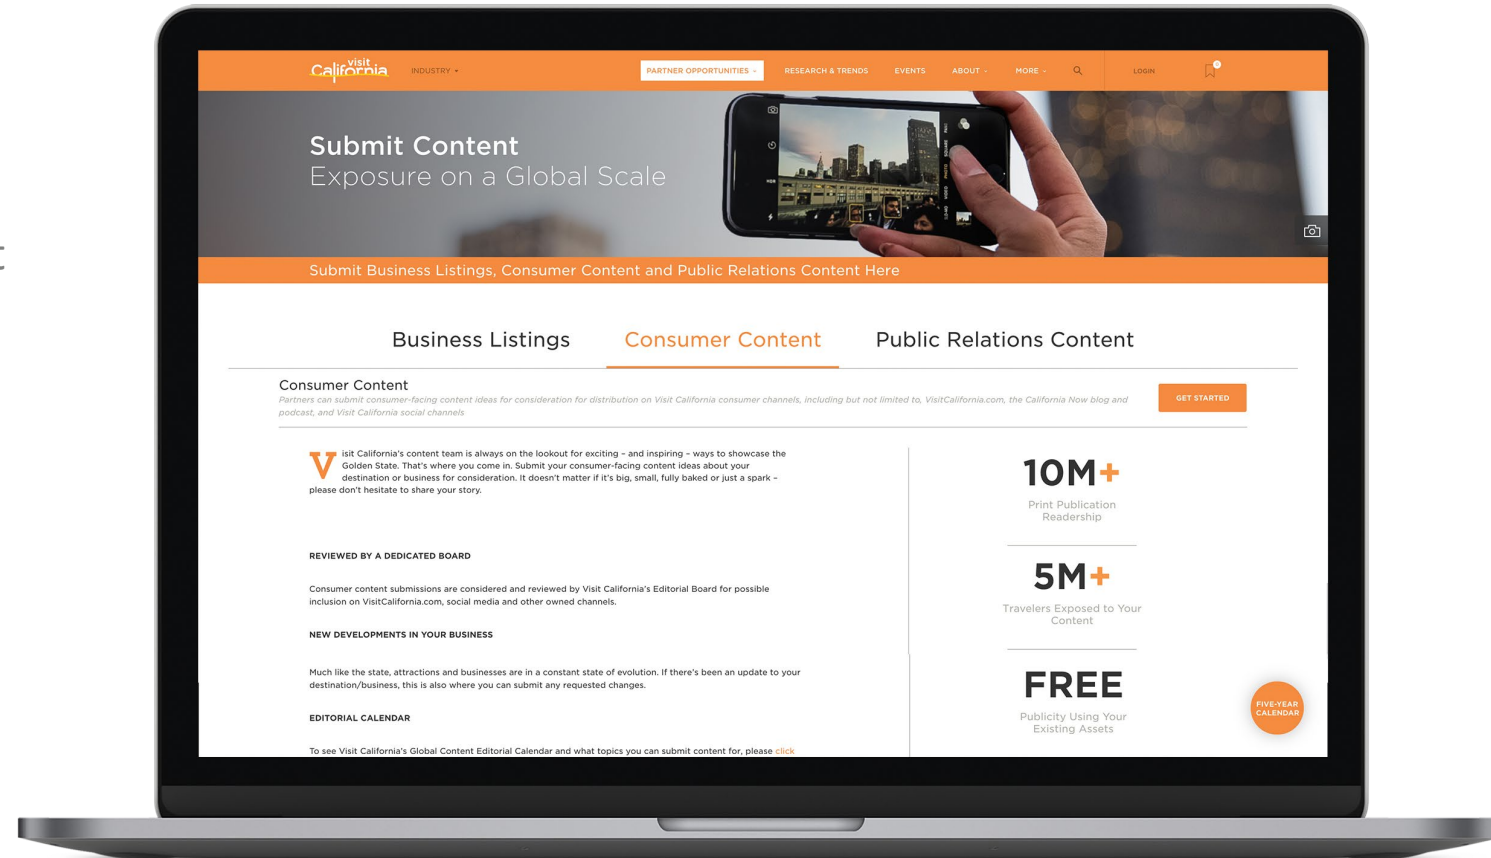 visit
California
INDUSTRY
PARTNER OPPORTUNITIES
RESEARCH & TRENDS
EVENTS
ABOUT
MORE
LOGIN
0
Submit Content
Exposure on a Global Scale
HDR
VIDEO
PHOTO
SQUARE
PANO
Submit Business Listings, Consumer Content and Public Relations Content Here
Business Listings
Consumer Content
Public Relations Content
Consumer Content
Partners can submit consumer-facing content ideas for consideration for distribution on Visit California consumer channels, including but not limited to, VisitCalifornia.com, the California Now blog and
podcast, and Visit California social channels
GET STARTED
Visit California's content team is always on the lookout for exciting – and inspiring – ways to showcase the
Golden State. That's where you come in. Submit your consumer-facing content ideas about your
destination or business for consideration. It doesn't matter if it's big, small, fully baked or just a spark –
please don't hesitate to share your story.
REVIEWED BY A DEDICATED BOARD
Consumer content submissions are considered and reviewed by Visit California's Editorial Board for possible
inclusion on VisitCalifornia.com, social media and other owned channels.
NEW DEVELOPMENTS IN YOUR BUSINESS
Much like the state, attractions and businesses are in a constant state of evolution. If there's been an update to your
destination/business, this is also where you can submit any requested changes.
EDITORIAL CALENDAR
To see Visit California's Global Content Editorial Calendar and what topics you can submit content for, please click
10M+
Print Publication
Readership
5M+
Travelers Exposed to Your
Content
FREE
Publicity Using Your
Existing Assets
FIVE-YEAR
CALENDAR